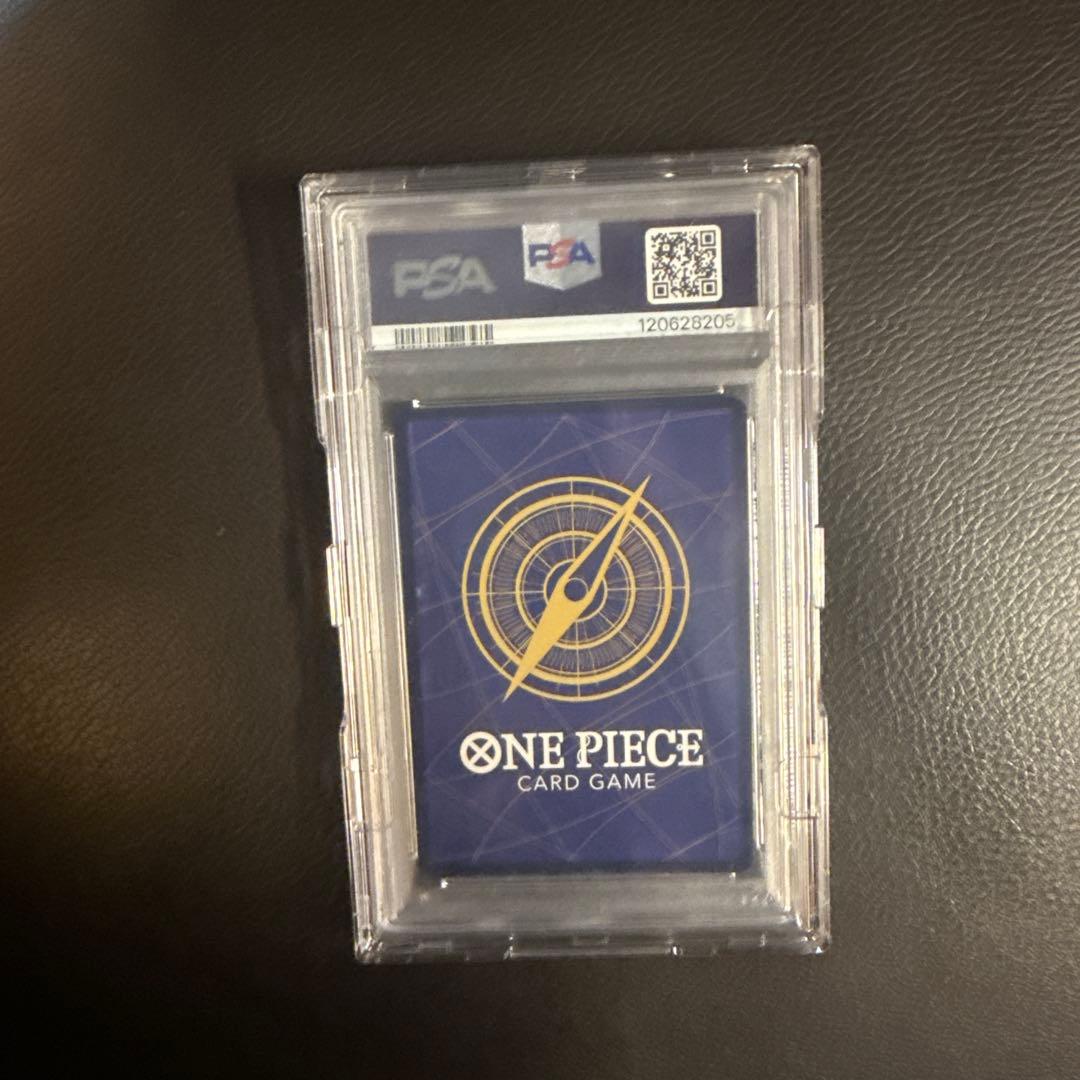 PSA
PSA
120628205
ONE PIECE
CARD GAME